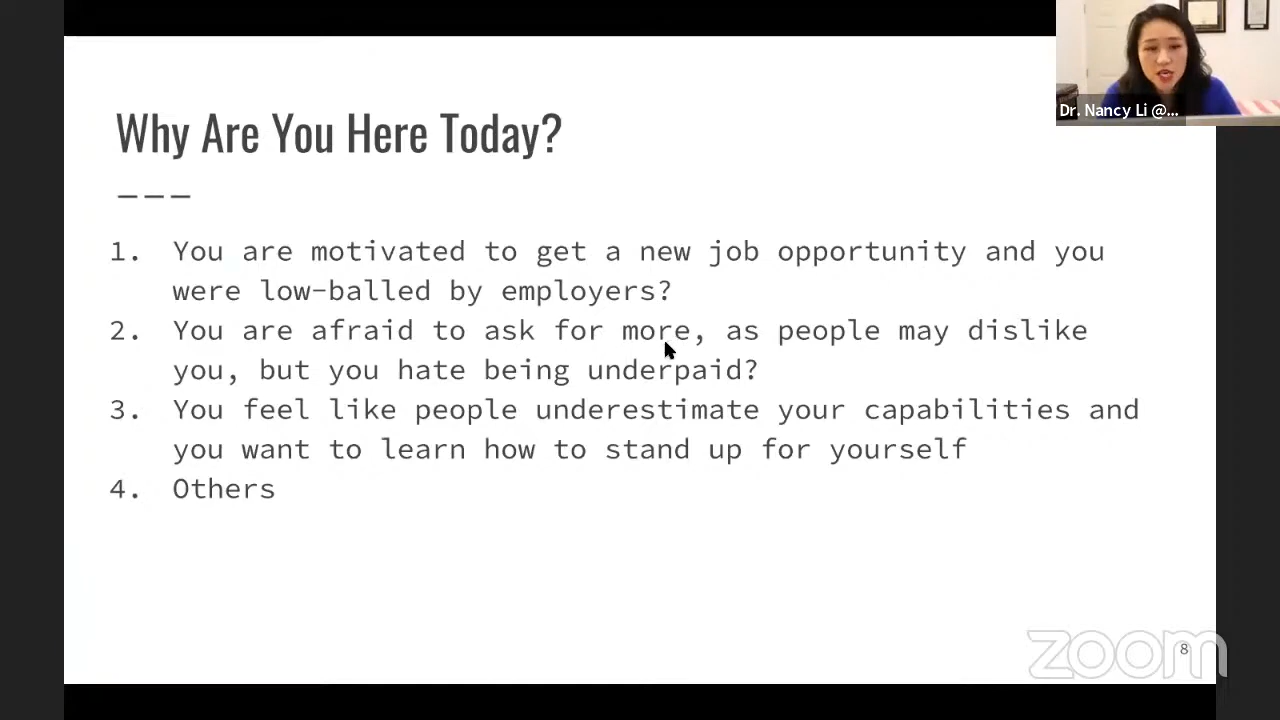 Dr. Nancy Li @...
Why Are You Here Today?
1. You are motivated to get a new job opportunity and you
were low-balled by employers?
2. You are afraid to ask for more, as people may dislike
you, but you hate being underpaid?
3. You feel like people underestimate your capabilities and
you want to learn how to stand up for yourself
4. Others
zoom
8